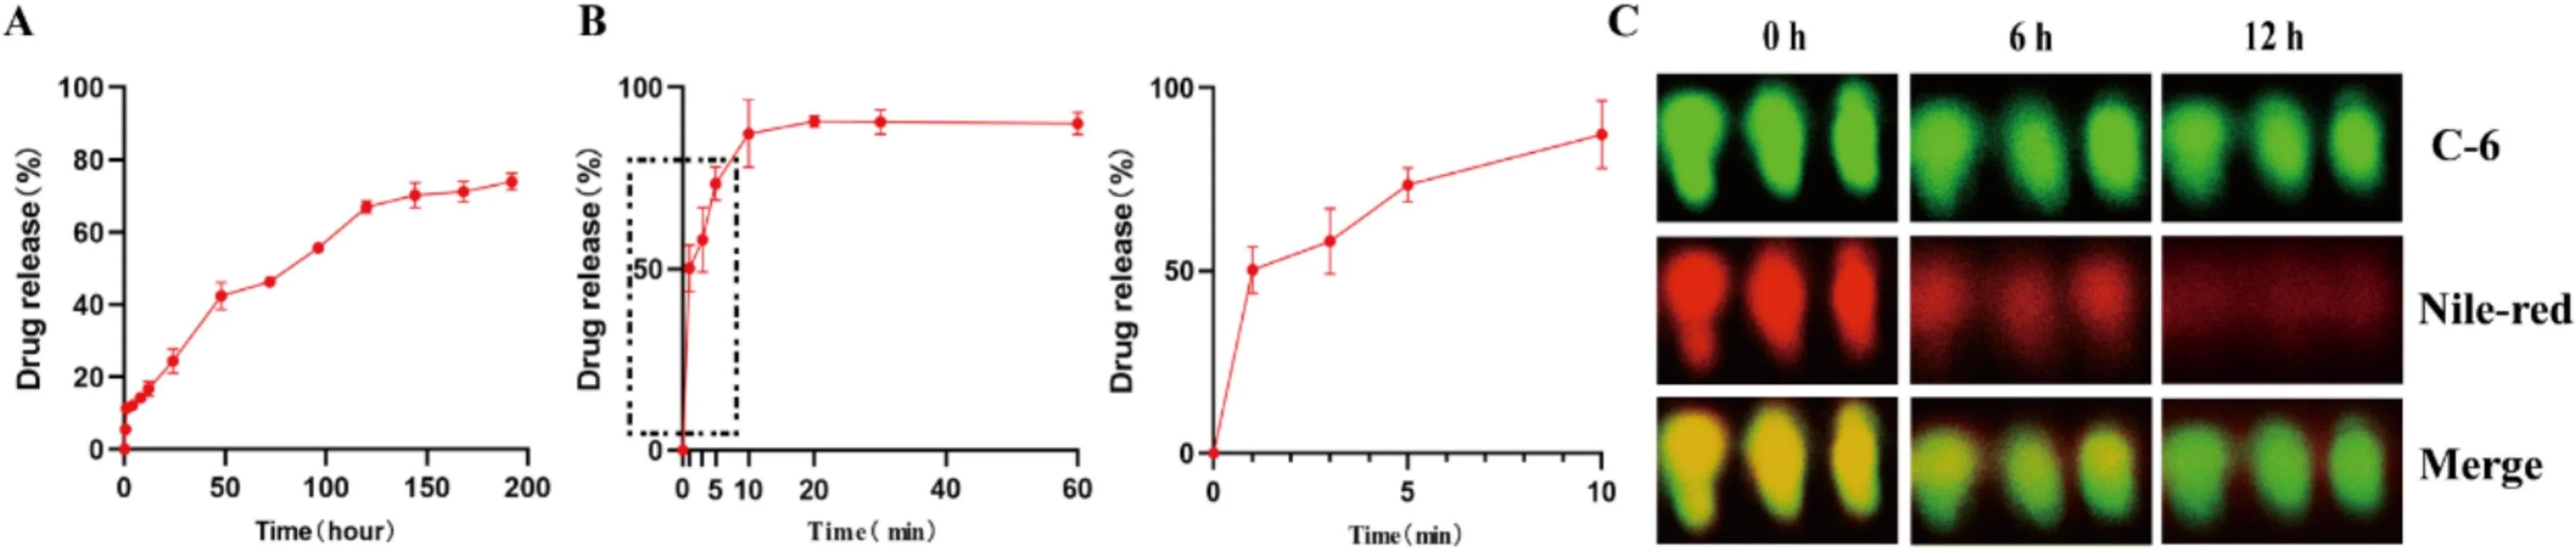 A
Drug release (%)
100
80
60
40
20
0
0 50 100 150 200
Time (hour)
B
Drug release (%)
100
50
0
0 5 10 20 40 60
Time ( min)
Drug release (%)
100
50
0
0 5 10
Time (min)
C
0 h 6 h 12 h
C-6
Nile-red
Merge